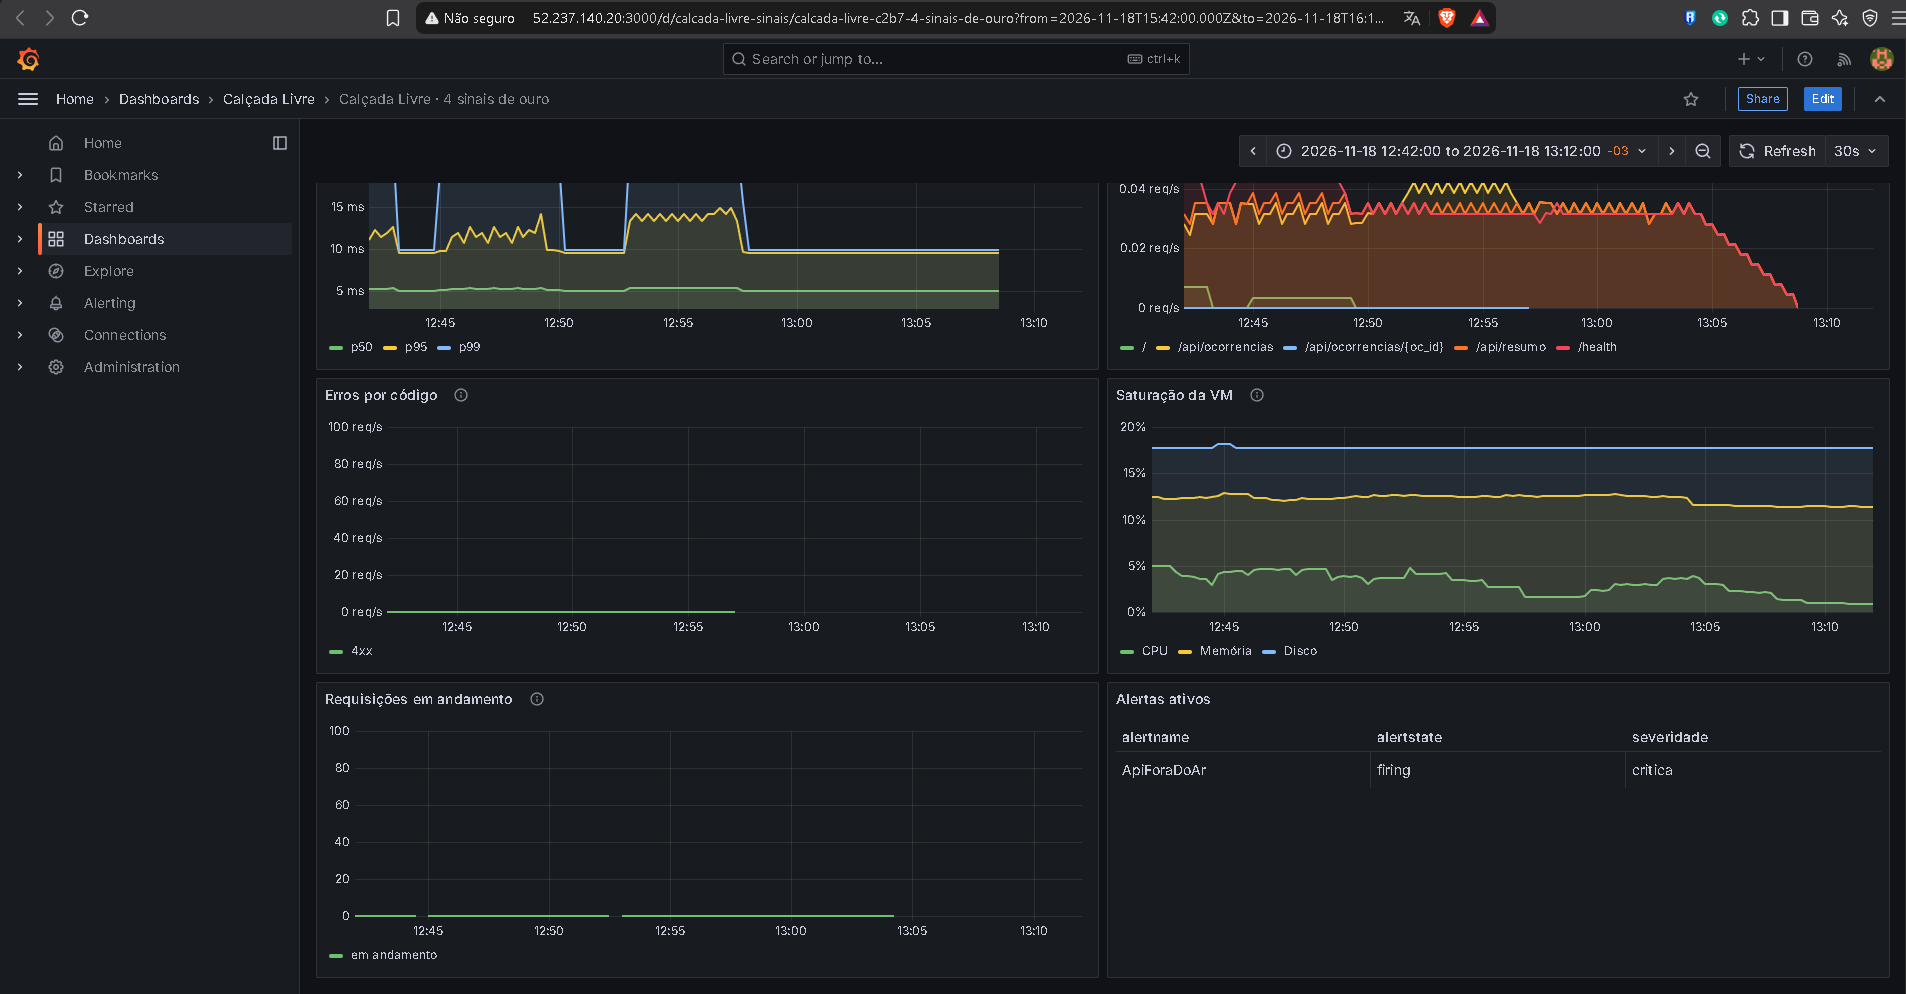 Não seguro 52.237.140.20:3000/d/calcada-livre-sinais/calcada-livre-c2b7-4-sinais-de-ouro?from=2026-11-18T15:42:00.000Z&to=2026-11-18T16:1...
Search or jump to... ctrl+k
Home › Dashboards › Calçada Livre › Calçada Livre · 4 sinais de ouro
Share
Edit
Home
Bookmarks
Starred
Dashboards
Explore
Alerting
Connections
Administration
2026-11-18 12:42:00 to 2026-11-18 13:12:00 -03
Refresh
30s
15 ms
10 ms
5 ms
12:45 12:50 12:55 13:00 13:05 13:10
p50 p95 p99
0.04 req/s
0.02 req/s
0 req/s
12:45 12:50 12:55 13:00 13:05 13:10
/ /api/ocorrencias /api/ocorrencias/{oc_id} /api/resumo /health
Erros por código
100 req/s
80 req/s
60 req/s
40 req/s
20 req/s
0 req/s
12:45 12:50 12:55 13:00 13:05 13:10
4xx
Saturação da VM
20%
15%
10%
5%
0%
12:45 12:50 12:55 13:00 13:05 13:10
CPU Memória Disco
Requisições em andamento
100
80
60
40
20
0
12:45 12:50 12:55 13:00 13:05 13:10
em andamento
Alertas ativos
alertname alertstate severidade
ApiForaDoAr firing critica